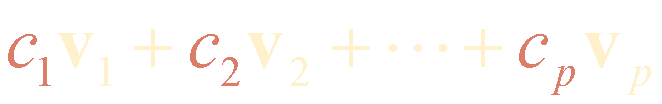 c₁v₁ + c₂v₂ + ··· + cₚvₚ